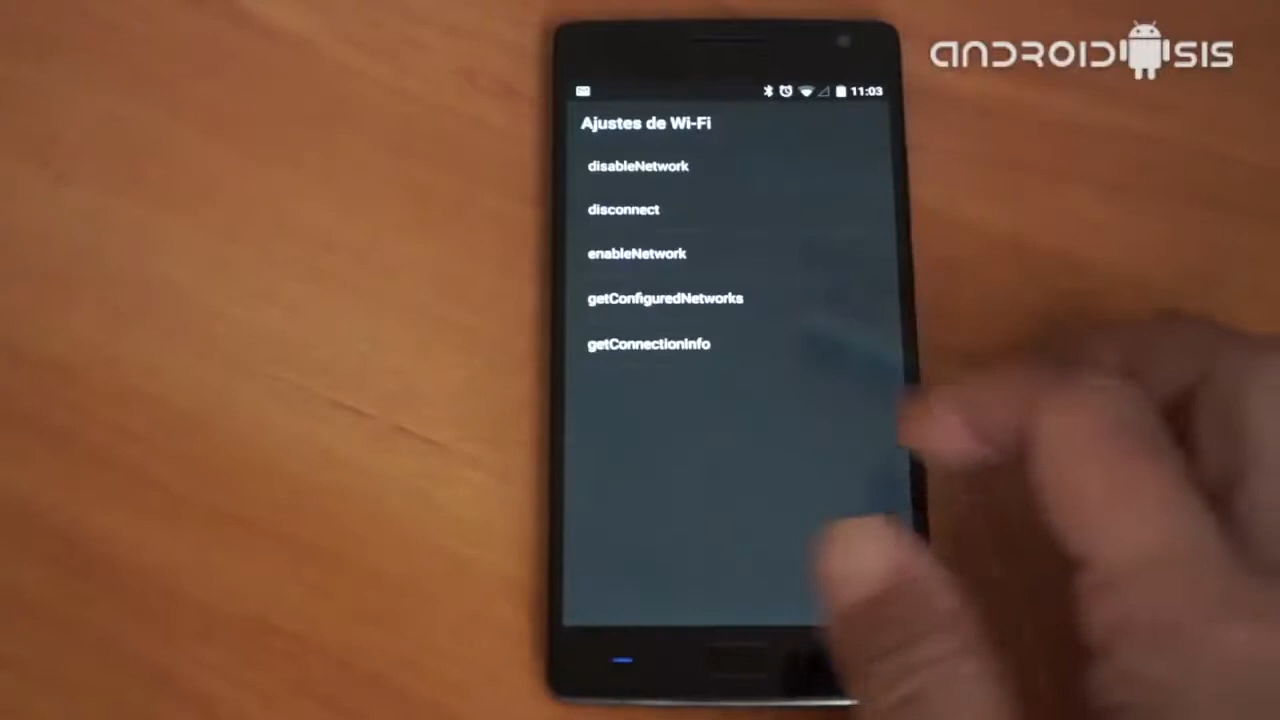 ANDROIDSIS
11:03
Ajustes de Wi-Fi
disableNetwork
disconnect
enableNetwork
getConfiguredNetworks
getConnectionInfo